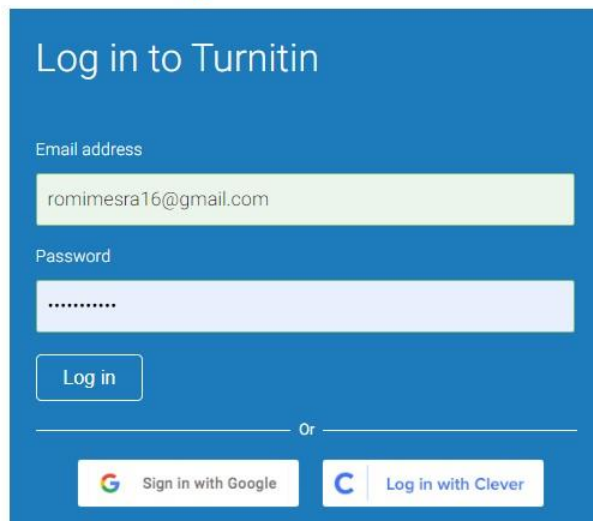 Log in to Turnitin
Email address
romimesra16@gmail.com
Password
•••••••••••
Log in
Or
Sign in with Google
Log in with Clever